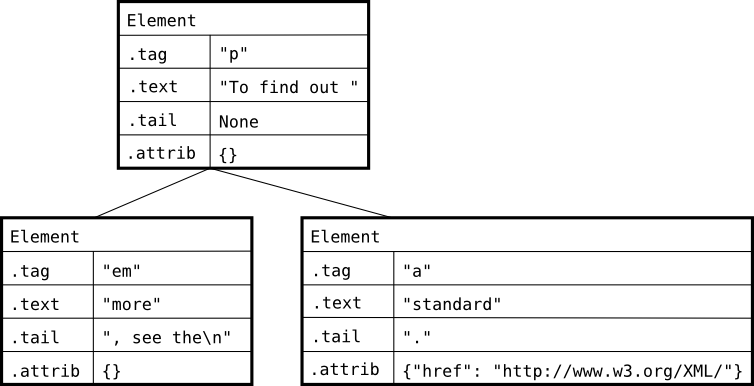 Element
.tag "p"
.text "To find out "
.tail None
.attrib {}
Element
.tag "em"
.text "more"
.tail ", see the\n"
.attrib {}
Element
.tag "a"
.text "standard"
.tail "."
.attrib {"href": "http://www.w3.org/XML/"}